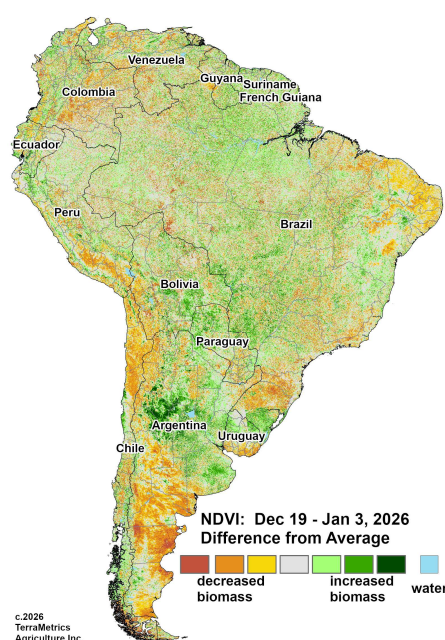 Venezuela
Guyana
Suriname
French Guiana
Colombia
Ecuador
Peru
Brazil
Bolivia
Paraguay
Argentina
Uruguay
Chile
NDVI: Dec 19 - Jan 3, 2026
Difference from Average
decreased
biomass
increased
biomass
water
c.2026
TerraMetrics
Agriculture Inc